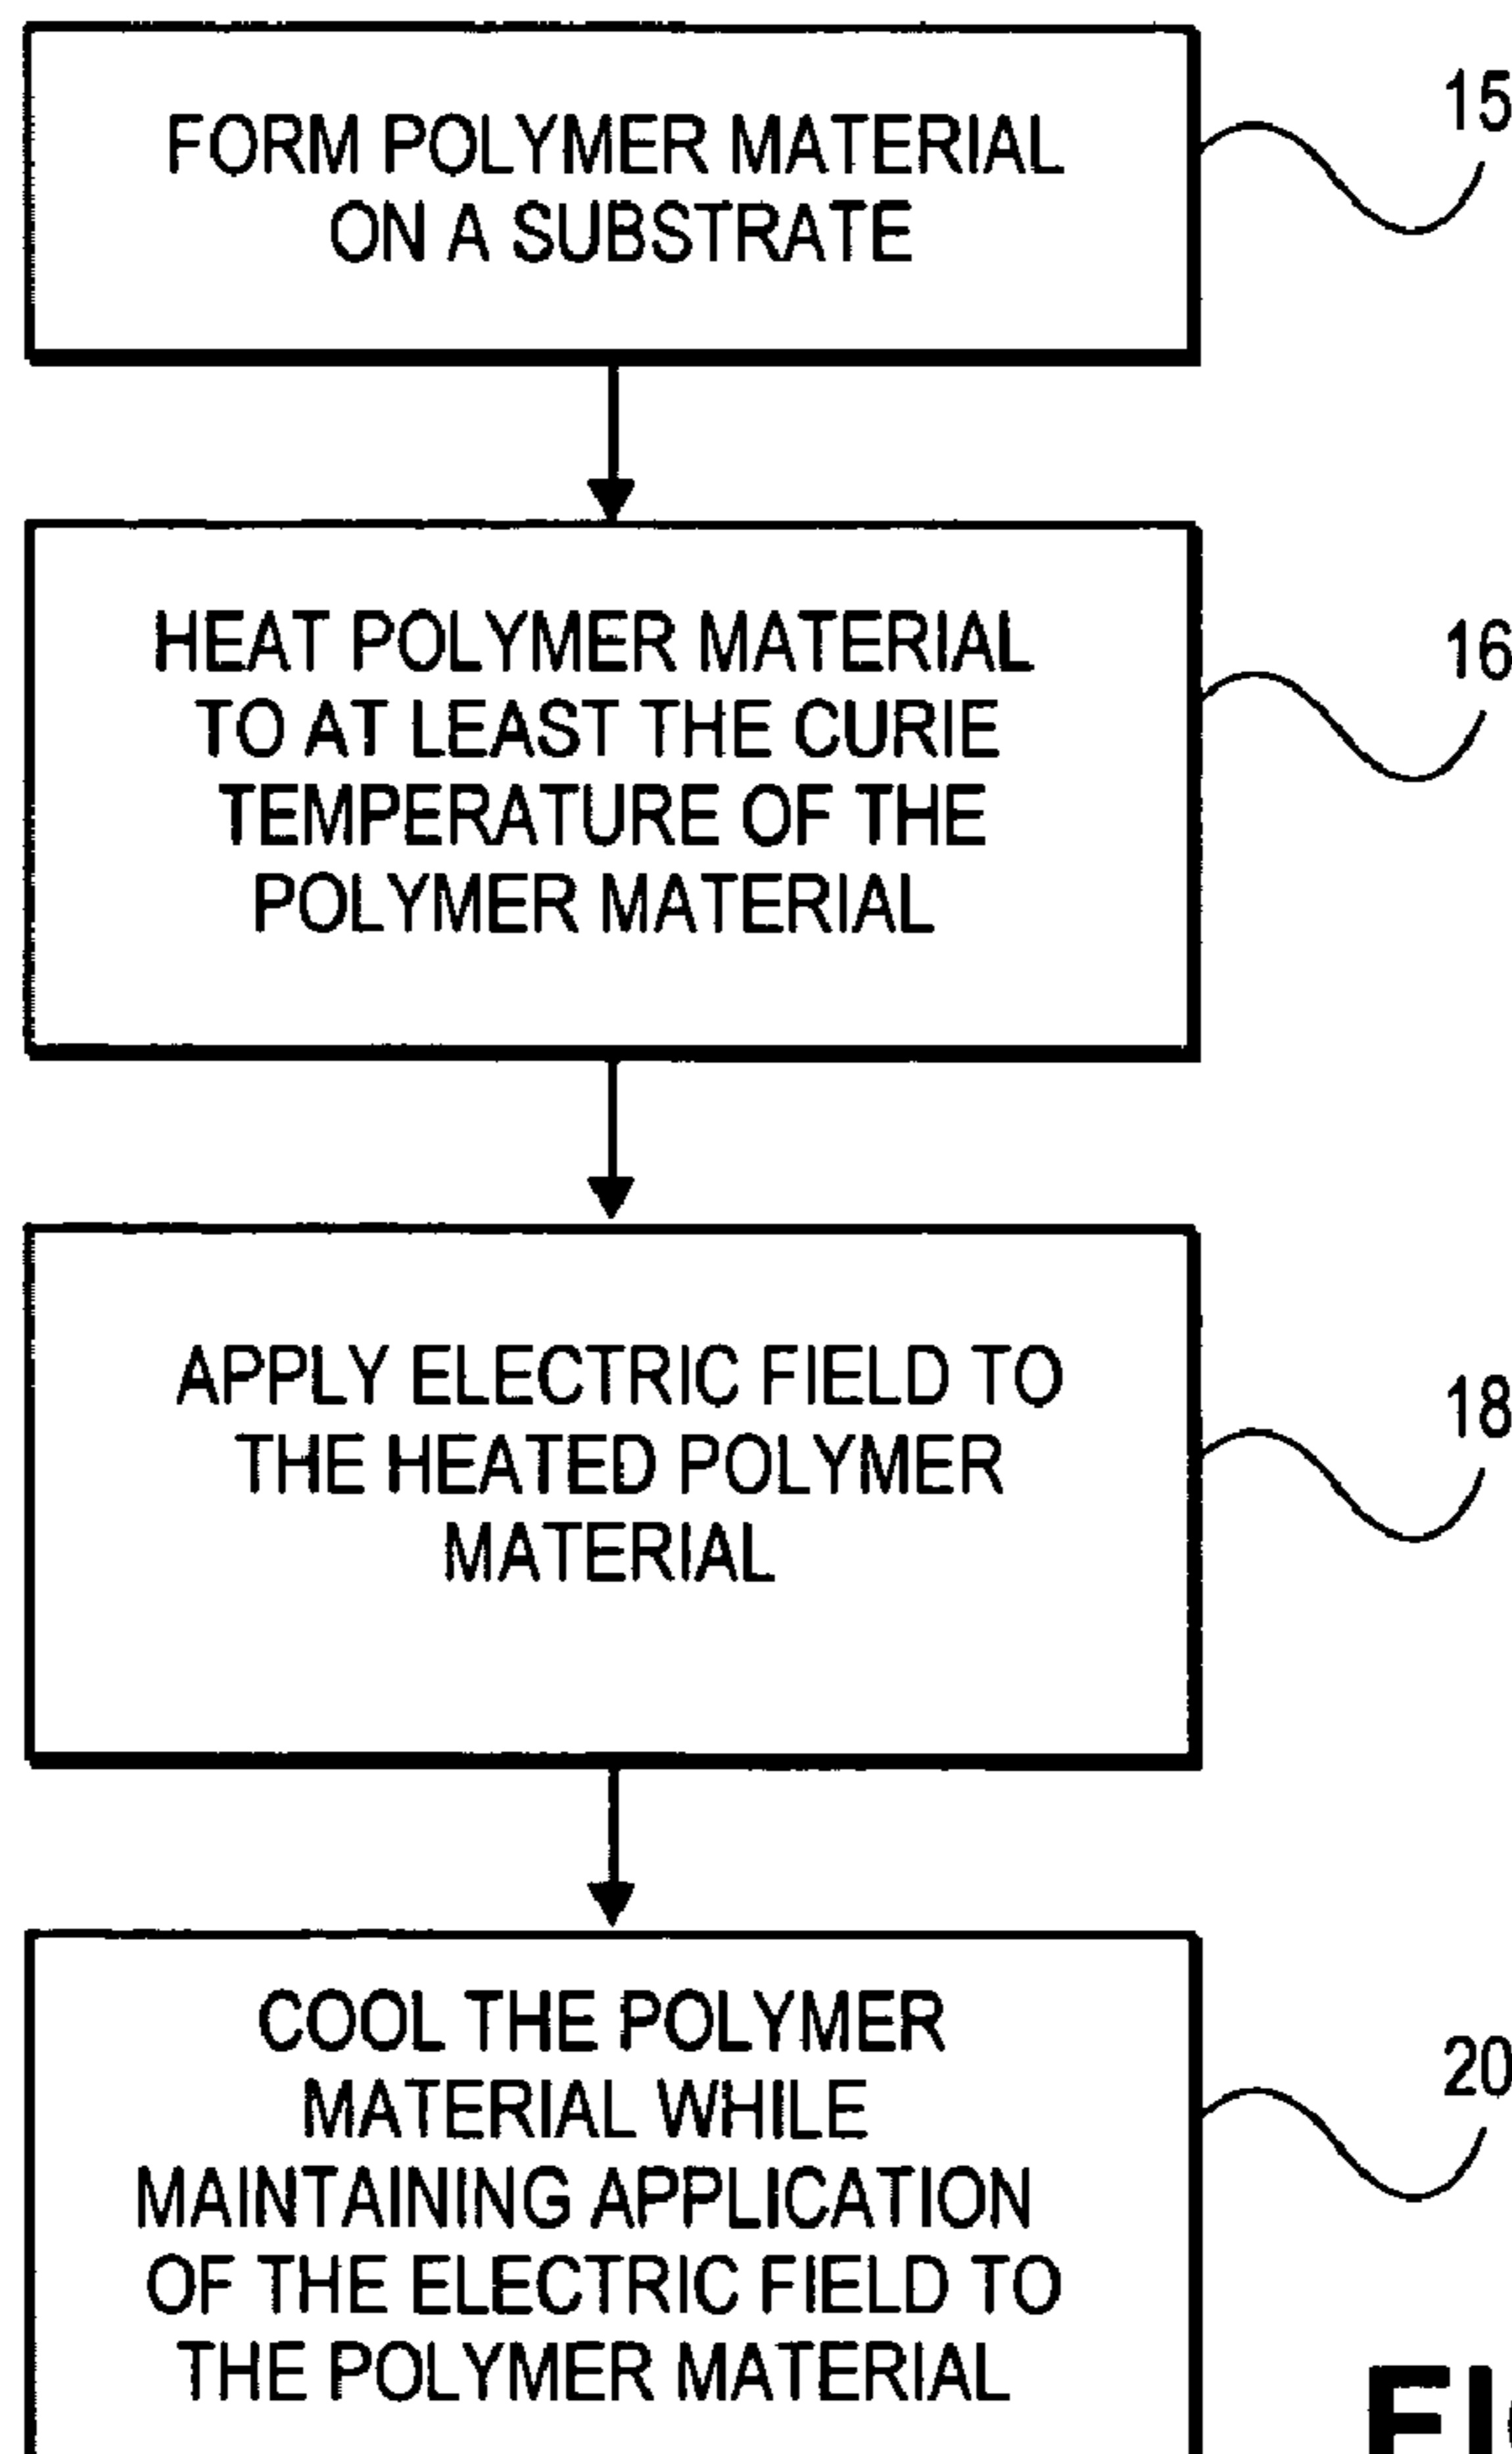 FORM POLYMER MATERIAL
ON A SUBSTRATE
15
HEAT POLYMER MATERIAL
TO AT LEAST THE CURIE
TEMPERATURE OF THE
POLYMER MATERIAL
16
APPLY ELECTRIC FIELD TO
THE HEATED POLYMER
MATERIAL
18
COOL THE POLYMER
MATERIAL WHILE
MAINTAINING APPLICATION
OF THE ELECTRIC FIELD TO
THE POLYMER MATERIAL
20